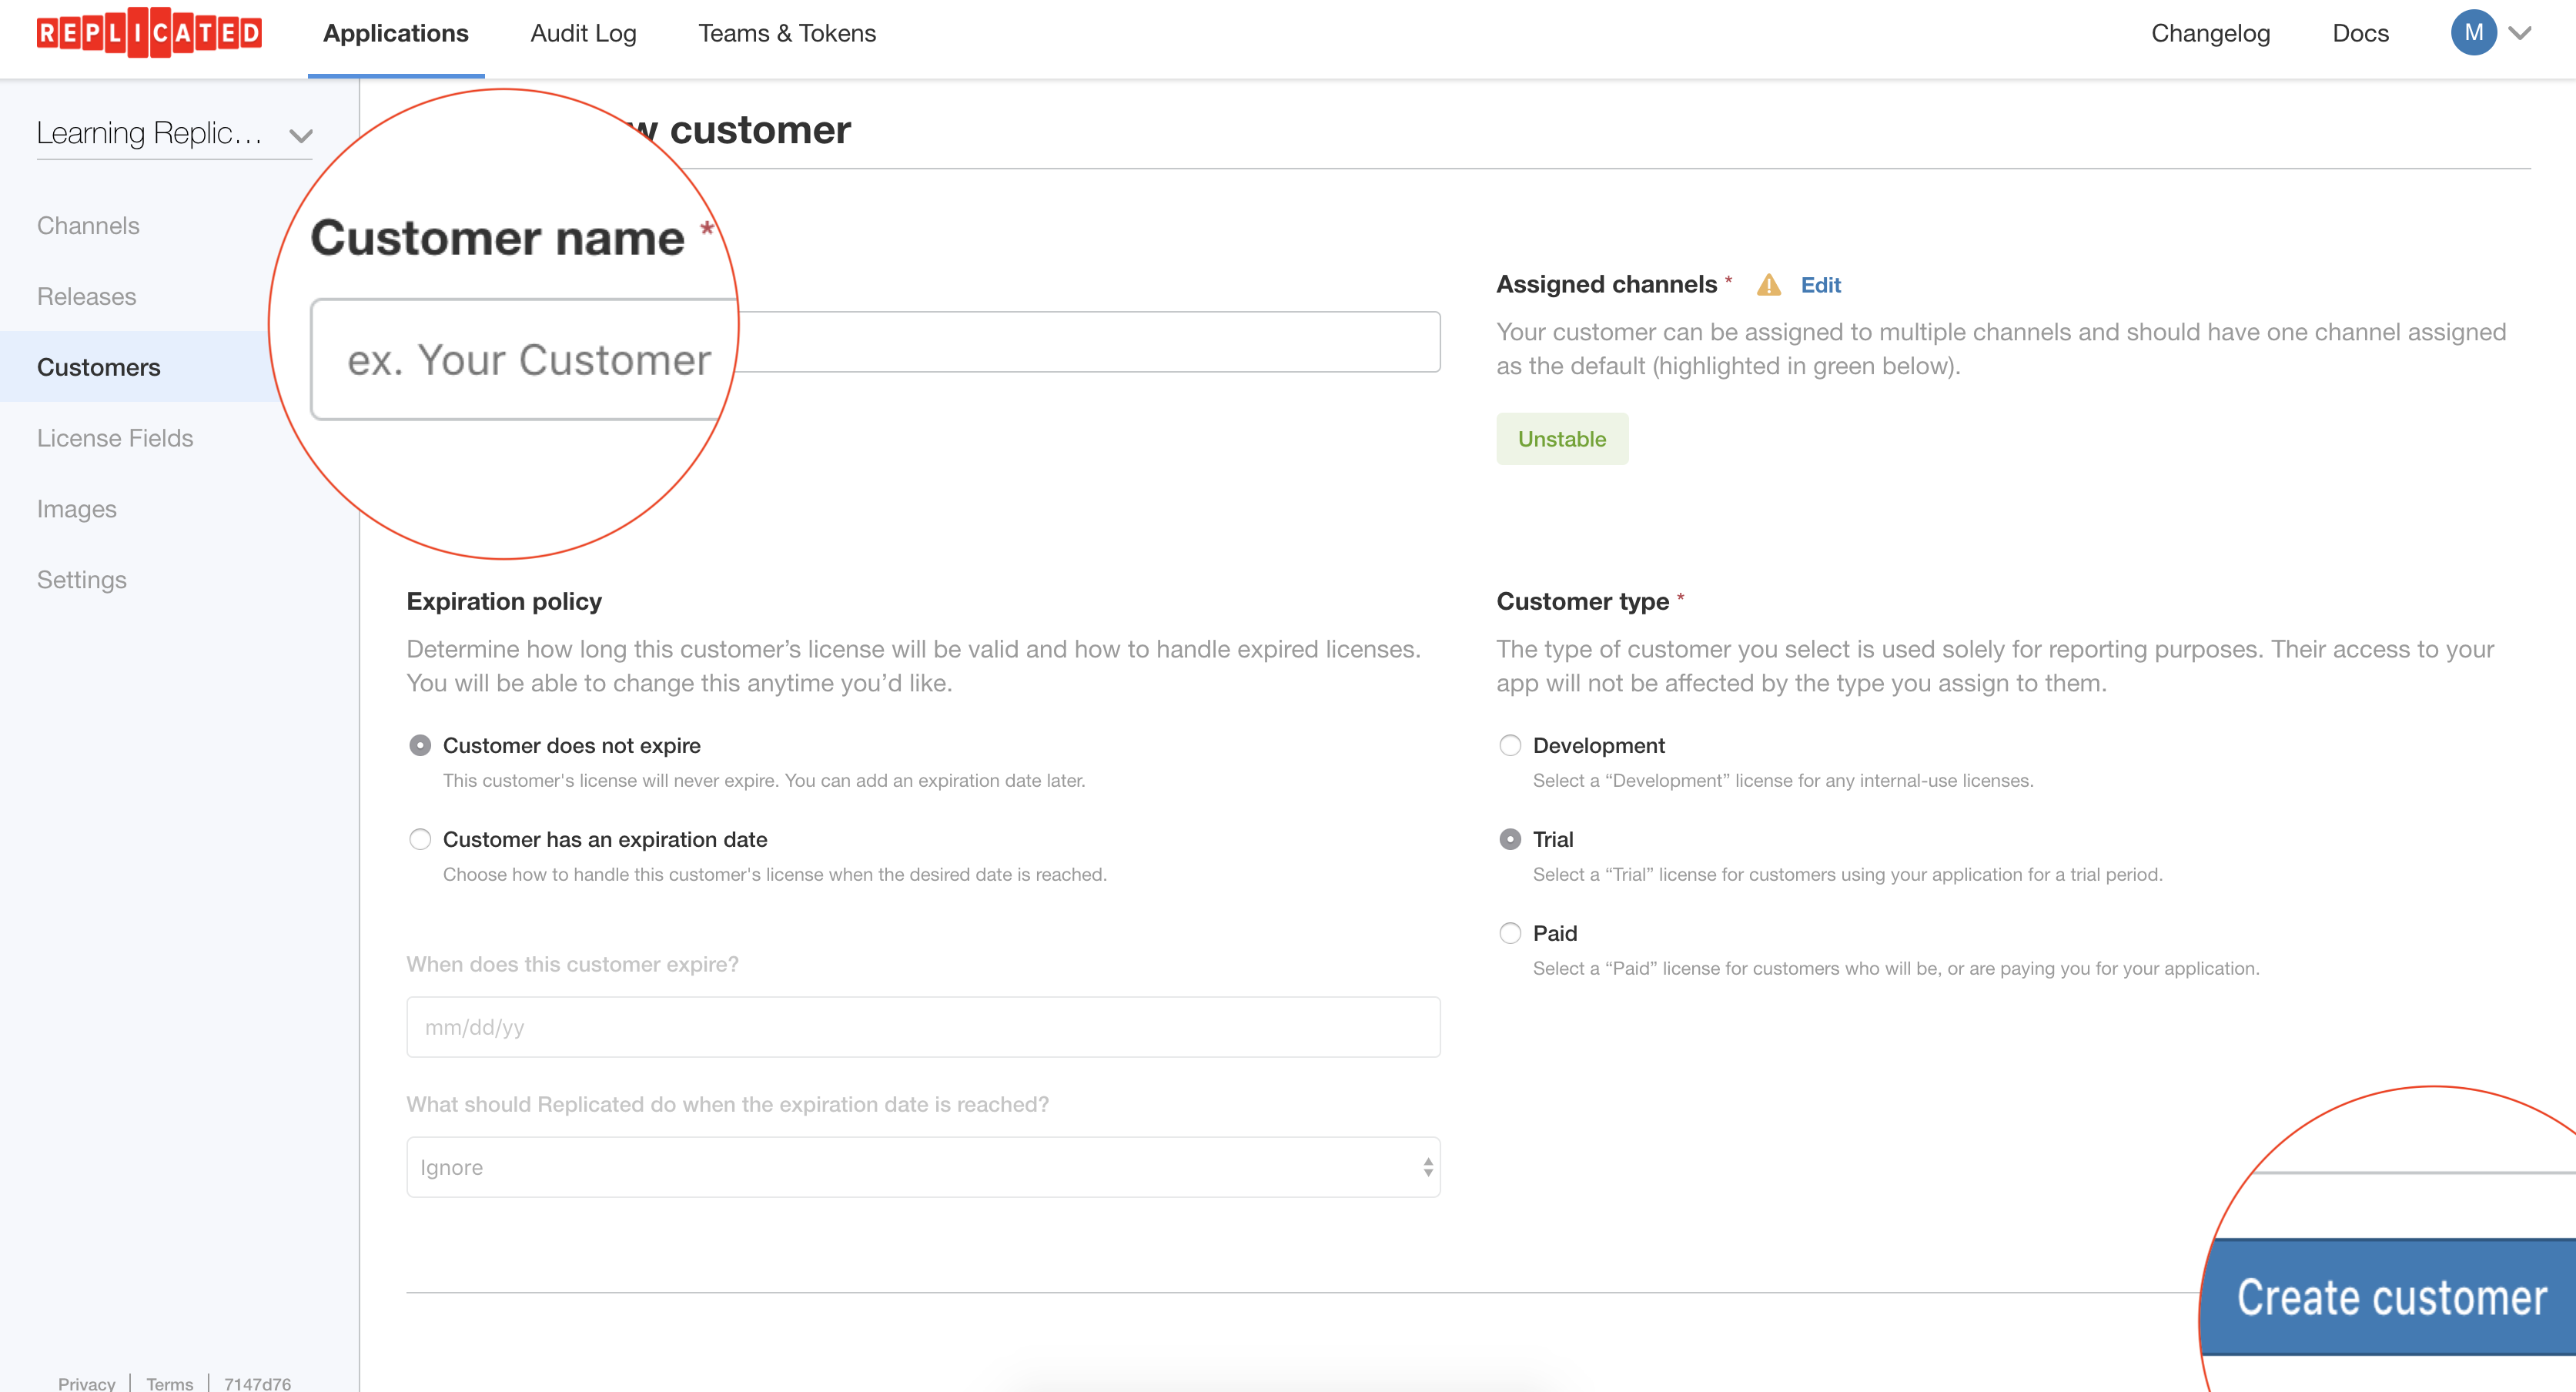 REPLICATED
Applications
Audit Log
Teams & Tokens
Changelog
Docs
M
Learning Replic...
Channels
Releases
Customers
License Fields
Images
Settings
customer
Customer name *
ex. Your Customer
Assigned channels * Edit
Your customer can be assigned to multiple channels and should have one channel assigned
as the default (highlighted in green below).
Unstable
Expiration policy
Determine how long this customer’s license will be valid and how to handle expired licenses.
You will be able to change this anytime you’d like.
Customer does not expire
This customer's license will never expire. You can add an expiration date later.
Customer has an expiration date
Choose how to handle this customer's license when the desired date is reached.
When does this customer expire?
mm/dd/yy
What should Replicated do when the expiration date is reached?
Ignore
Customer type *
The type of customer you select is used solely for reporting purposes. Their access to your
app will not be affected by the type you assign to them.
Development
Select a “Development” license for any internal-use licenses.
Trial
Select a “Trial” license for customers using your application for a trial period.
Paid
Select a “Paid” license for customers who will be, or are paying you for your application.
Create customer
Privacy
Terms
7147d76